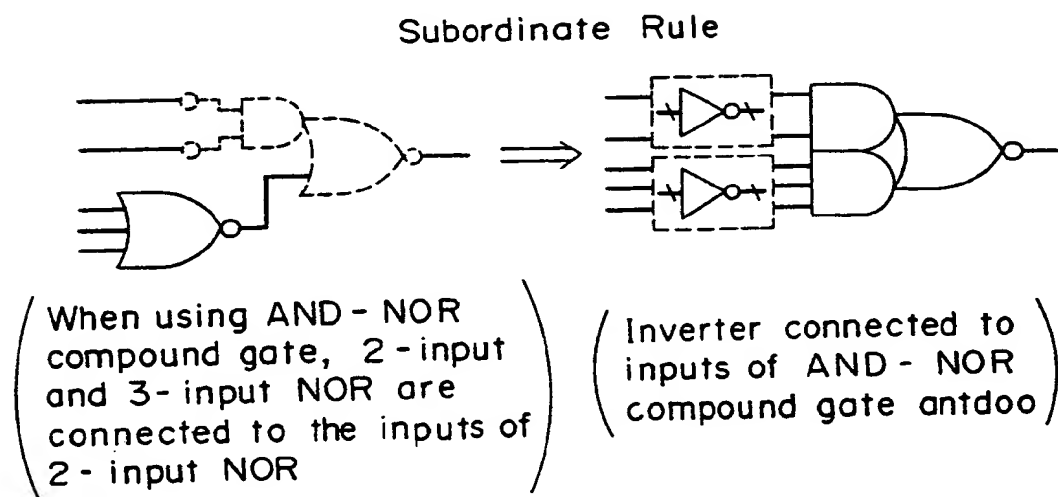 Subordinate Rule
When using AND - NOR
compound gate, 2 - input
and 3 - input NOR are
connected to the inputs of
2 - input NOR
Inverter connected to
inputs of AND - NOR
compound gate antdoo